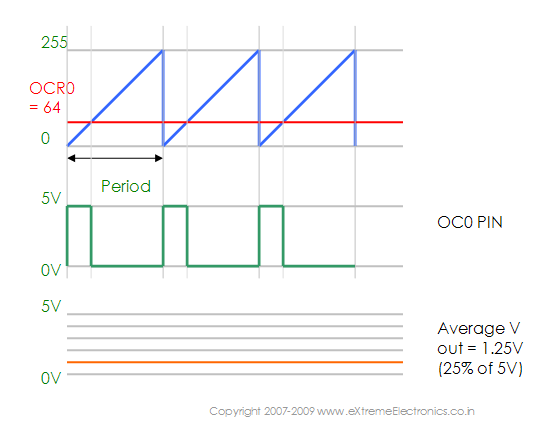 255
OCR0
= 64
0
Period
5V
OC0 PIN
0V
5V
Average V
out = 1.25V
(25% of 5V)
0V
Copyright 2007-2009 www.eXtremeElectronics.co.in